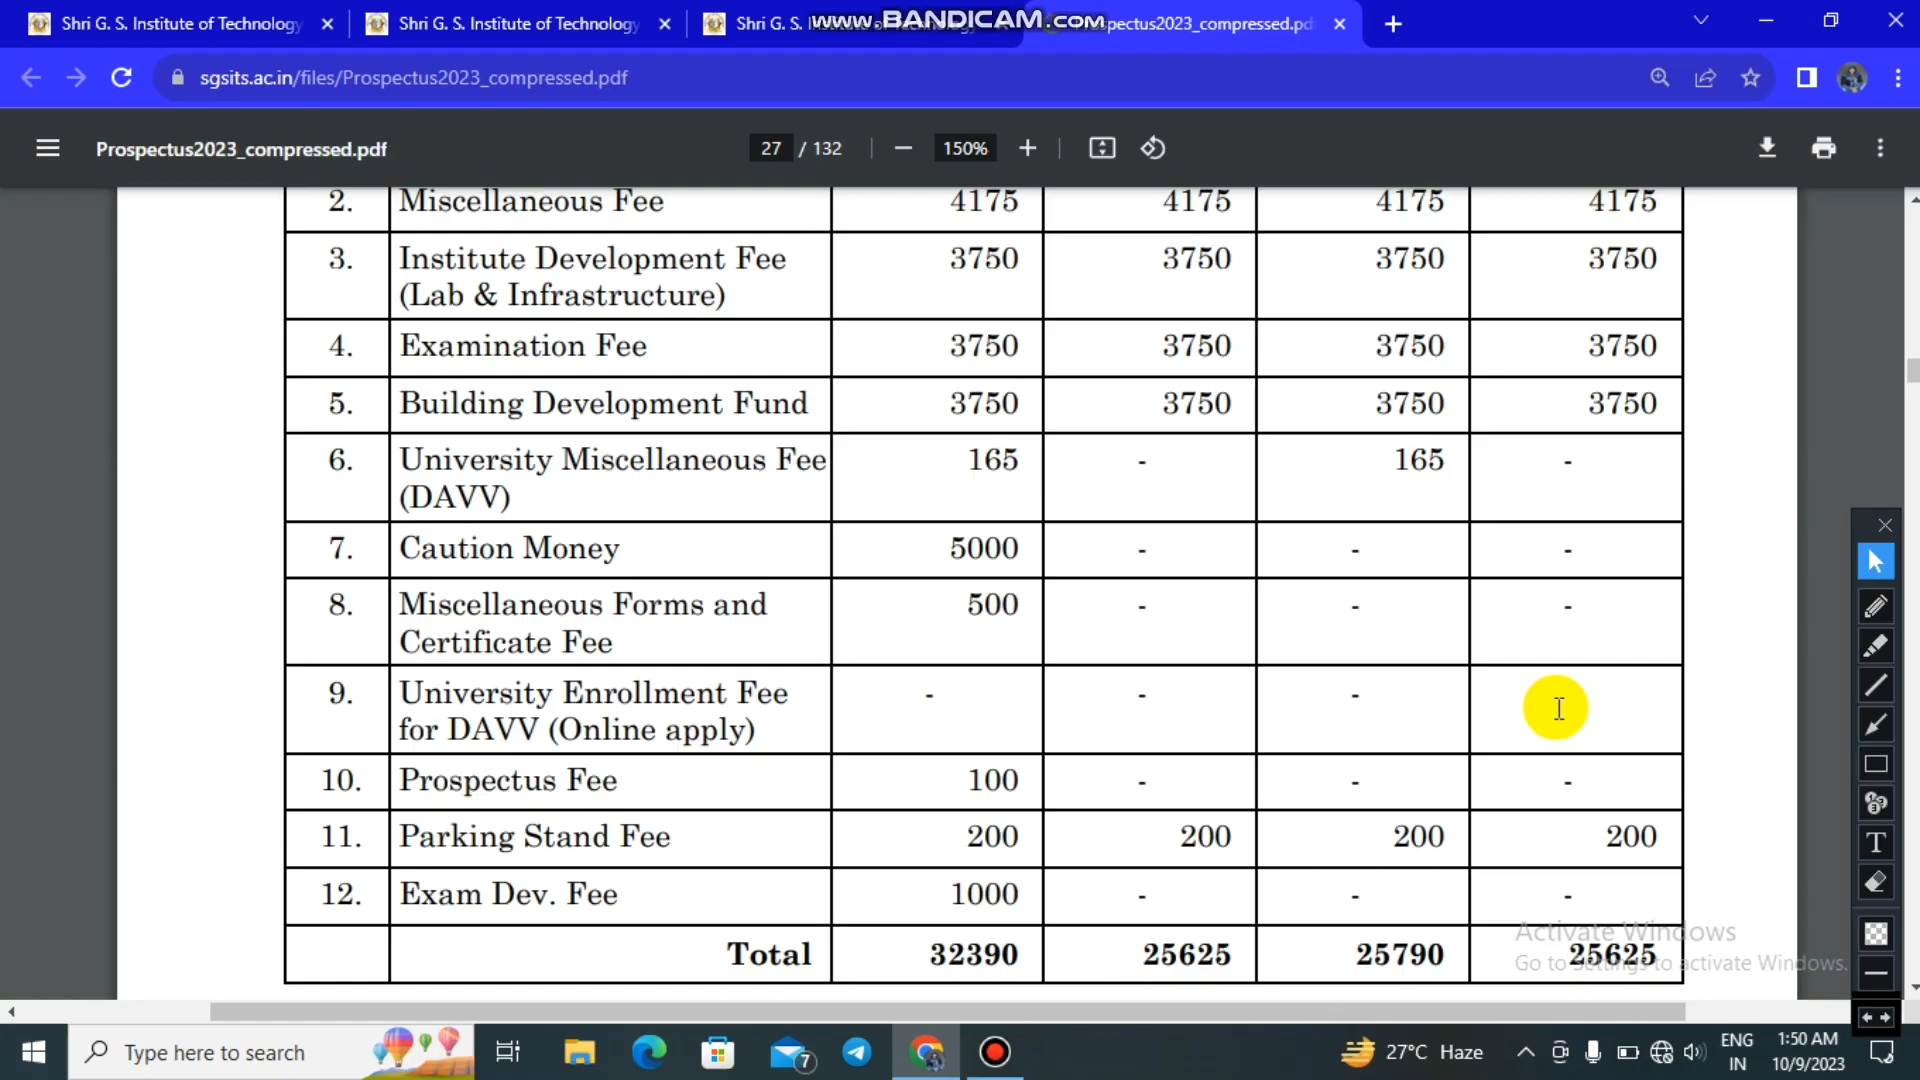 Shri G. S. Institute of Technology
Shri G. S. Institute of Technology
Shri G. S.
www.BANDICAM.com
Prospectus2023_compressed.pd
sgsits.ac.in/files/Prospectus2023_compressed.pdf
Prospectus2023_compressed.pdf
27 / 132
150%
2. Miscellaneous Fee 4175 4175 4175 4175
3. Institute Development Fee 3750 3750 3750 3750
(Lab & Infrastructure)
4. Examination Fee 3750 3750 3750 3750
5. Building Development Fund 3750 3750 3750 3750
6. University Miscellaneous Fee 165 - 165 -
(DAVV)
7. Caution Money 5000 - - -
8. Miscellaneous Forms and 500 - - -
Certificate Fee
9. University Enrollment Fee - - -
for DAVV (Online apply)
10. Prospectus Fee 100 - - -
11. Parking Stand Fee 200 200 200 200
12. Exam Dev. Fee 1000 - - -
Total 32390 25625 25790 25625
Activate Windows
Go to Settings to activate Windows.
T
Type here to search
7
27°C Haze
ENG
IN
1:50 AM
10/9/2023